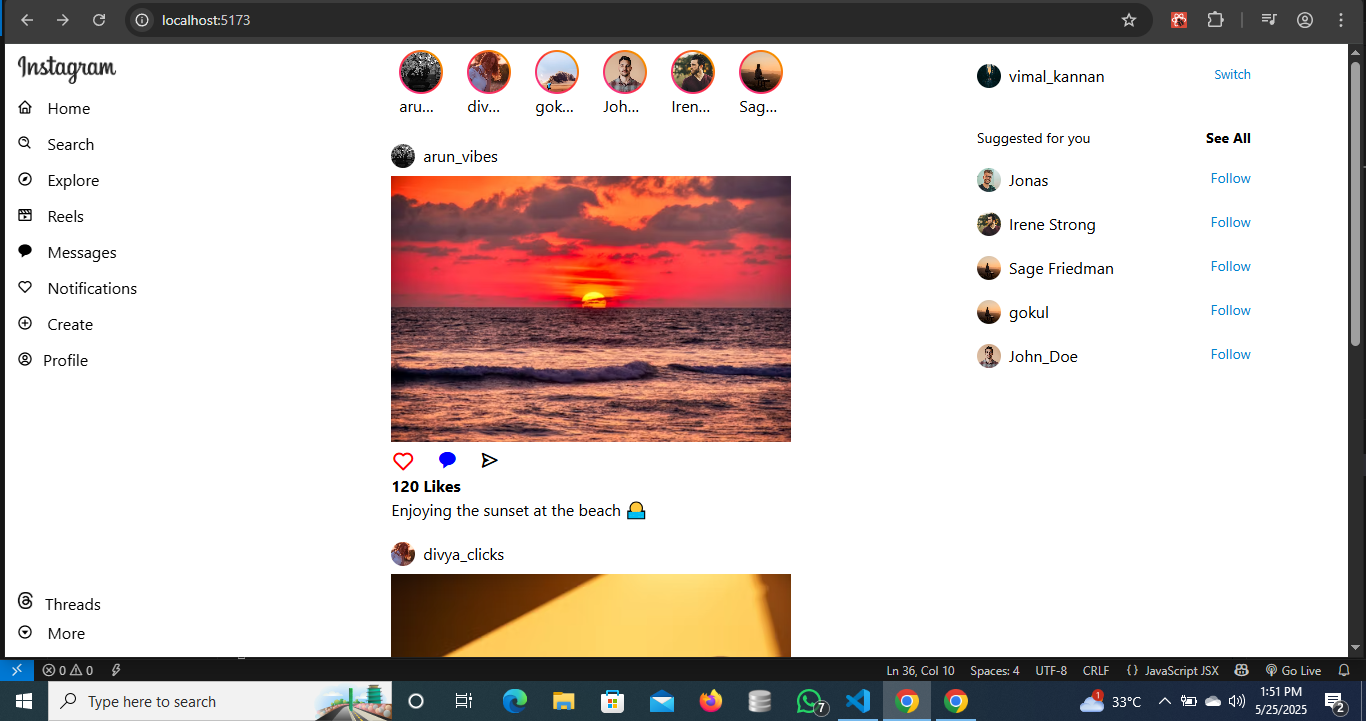 localhost:5173
Instagram
Home
Search
Explore
Reels
Messages
Notifications
Create
Profile
Threads
More
aru... div... gok... Joh... Iren... Sag...
arun_vibes
120 Likes
Enjoying the sunset at the beach
divya_clicks
vimal_kannan Switch
Suggested for you See All
Jonas Follow
Irene Strong Follow
Sage Friedman Follow
gokul Follow
John_Doe Follow
0 0 Ln 36, Col 10 Spaces: 4 UTF-8 CRLF {} JavaScript JSX Go Live
Type here to search 7 1 33°C 1:51 PM
5/25/2025 2